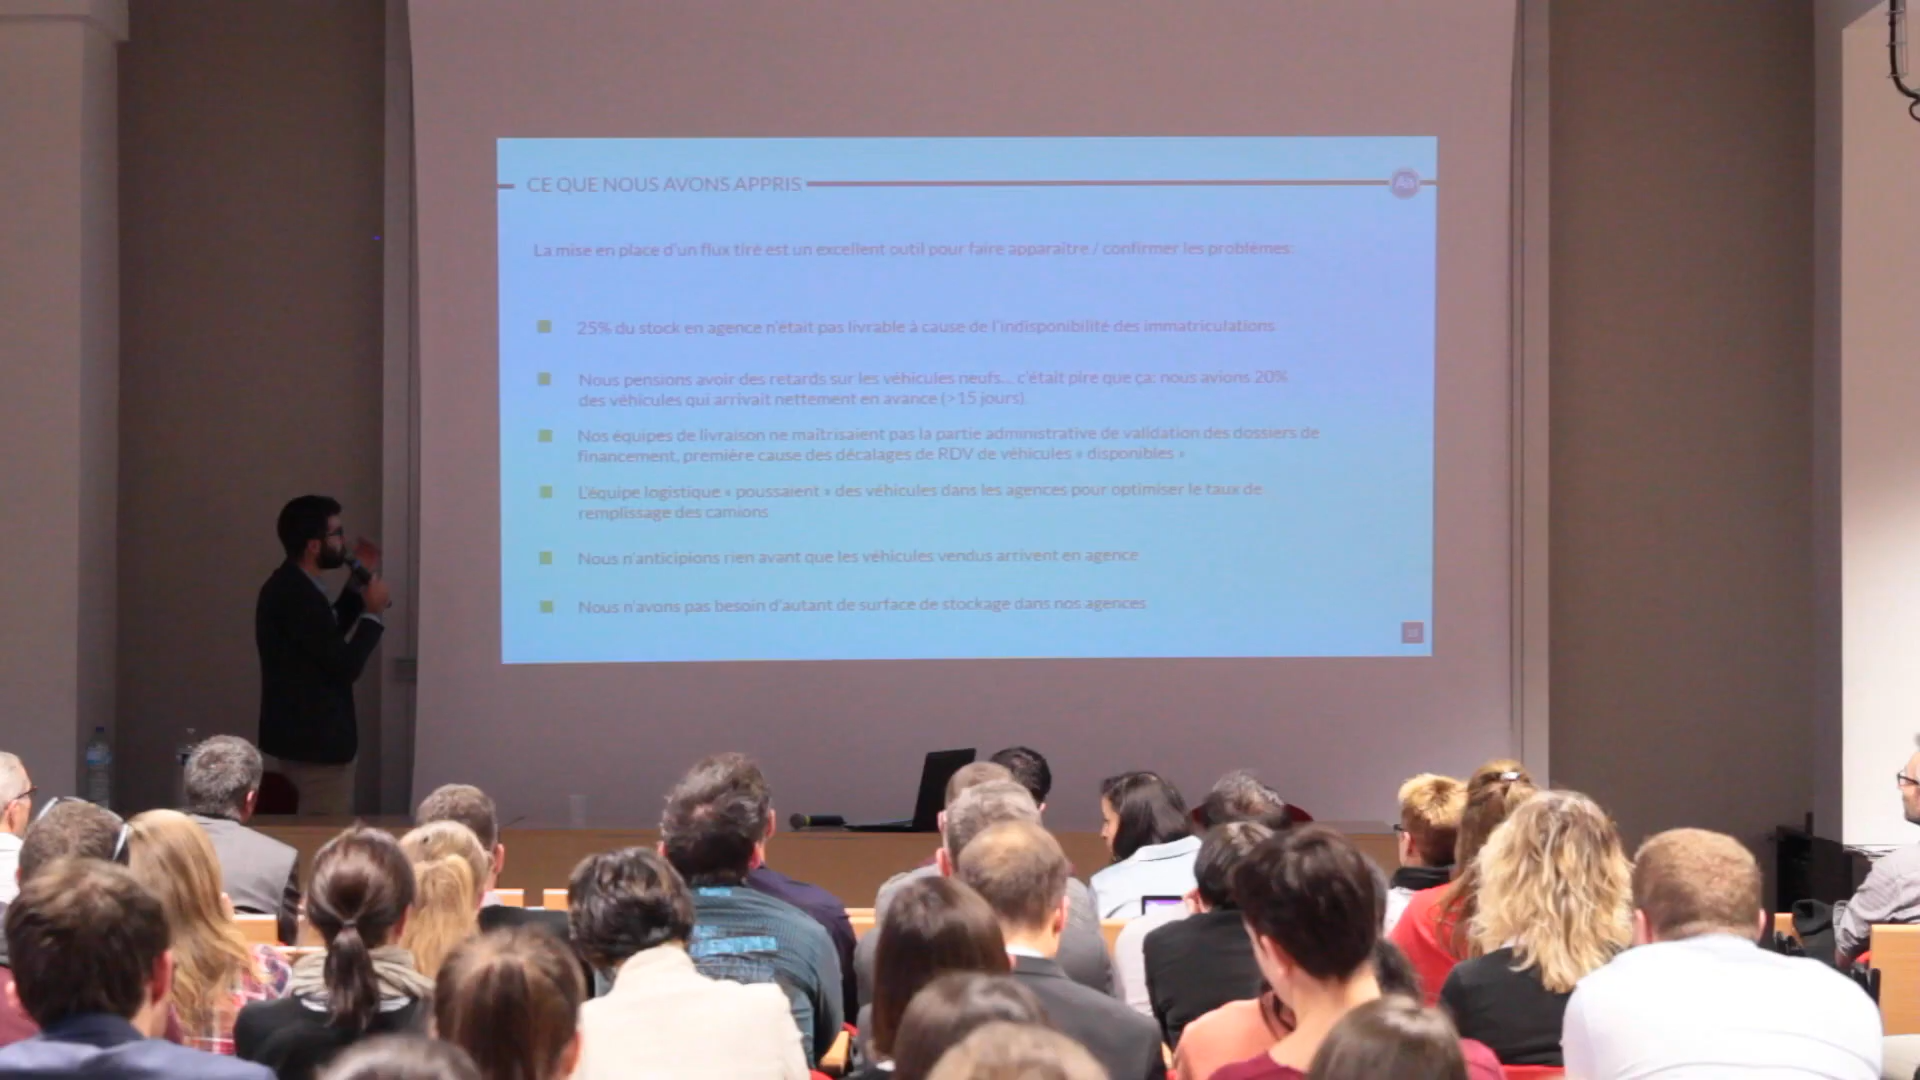 CE QUE NOUS AVONS APPRIS
La mise en place d'un flux tiré est un excellent outil pour faire apparaître / confirmer les problèmes:
25% du stock en agence n'était pas livrable à cause de l'indisponibilité des immatriculations
Nous pensions avoir des retards sur les véhicules neufs... c'était pire que ça: nous avions 20%
des véhicules qui arrivait nettement en avance (>15 jours)
Nos équipes de livraison ne maîtrisaient pas la partie administrative de validation des dossiers de
financement, première cause des décalages de RDV de véhicules « disponibles »
L'équipe logistique « poussaient » des véhicules dans les agences pour optimiser le taux de
remplissage des camions
Nous n'anticipions rien avant que les véhicules vendus arrivent en agence
Nous n'avons pas besoin d'autant de surface de stockage dans nos agences